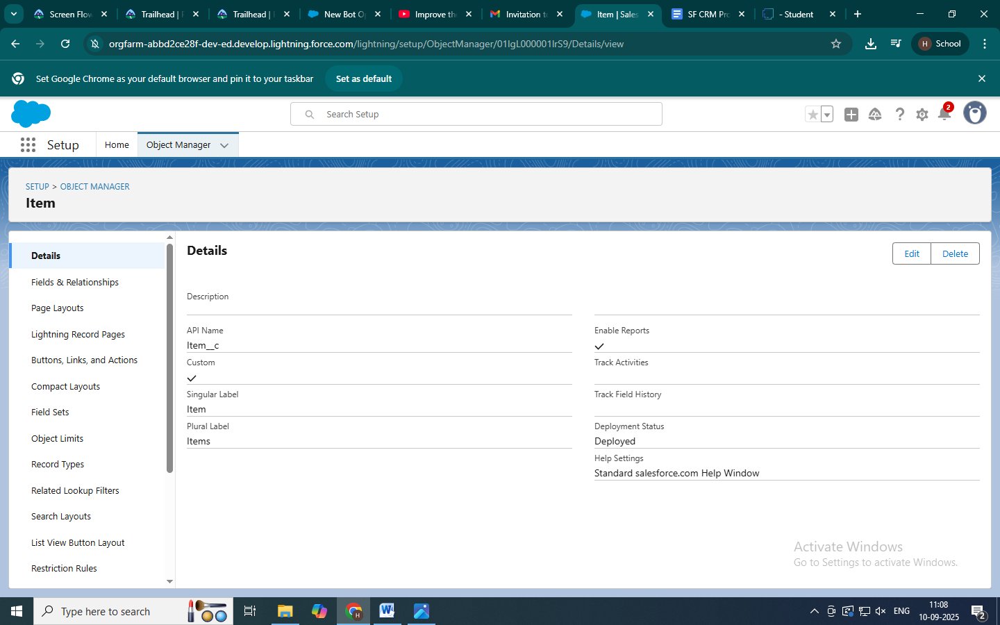 Screen Flow
Trailhead |
Trailhead |
New Bot O
Improve th
Invitation t
Item | Sales
SF CRM Pr
- Student
orgfarm-abbd2ce28f-dev-ed.develop.lightning.force.com/lightning/setup/ObjectManager/01IgL000001IrS9/Details/view
H School
Set Google Chrome as your default browser and pin it to your taskbar
Set as default
Search Setup
2
Setup
Home
Object Manager
SETUP > OBJECT MANAGER
Item
Details
Fields & Relationships
Page Layouts
Lightning Record Pages
Buttons, Links, and Actions
Compact Layouts
Field Sets
Object Limits
Record Types
Related Lookup Filters
Search Layouts
List View Button Layout
Restriction Rules
Details
Edit
Delete
Description
API Name
Item__c
Custom
Singular Label
Item
Plural Label
Items
Enable Reports
Track Activities
Track Field History
Deployment Status
Deployed
Help Settings
Standard salesforce.com Help Window
Activate Windows
Go to Settings to activate Windows.
Type here to search
H
W
ENG
11:08
10-09-2025
2